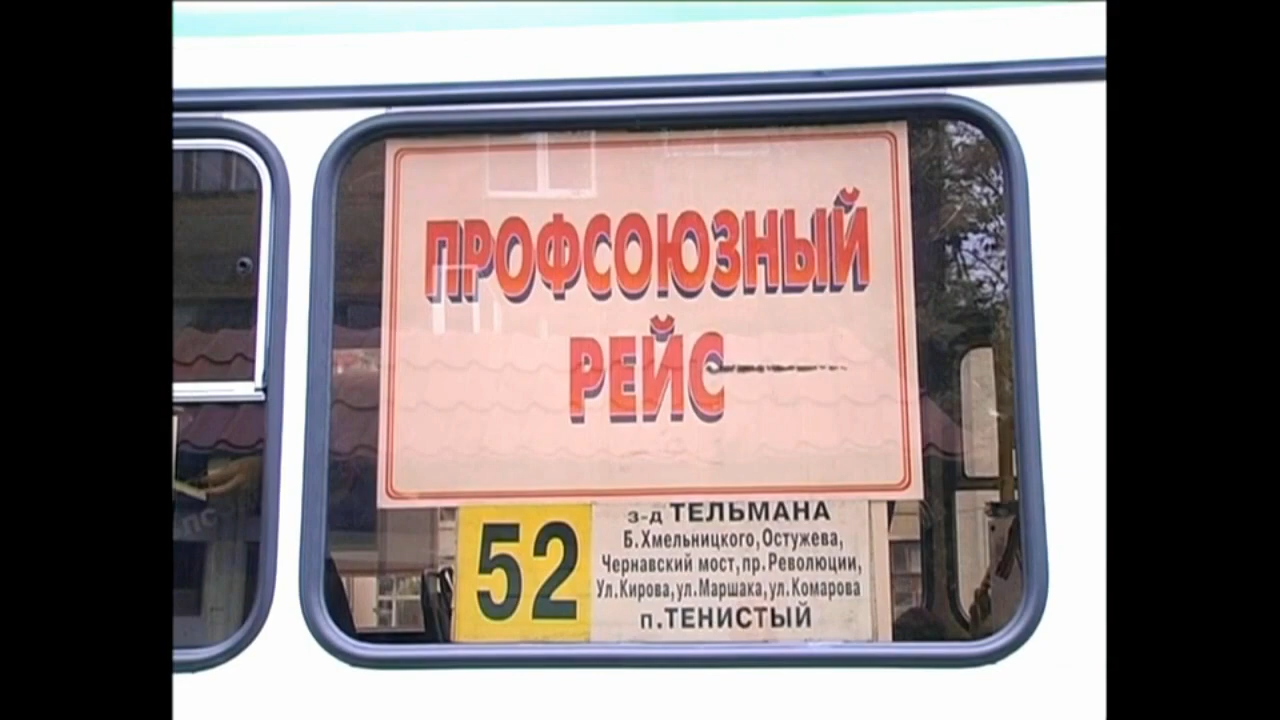 ПРОФСОЮЗНЫЙ
РЕЙС
52
з-д ТЕЛЬМАНА
Б.Хмельницкого,Остужева,
Чернавский мост,пр.Революции,
Ул.Кирова,ул.Маршака,ул.Комарова
п.ТЕНИСТЫЙ